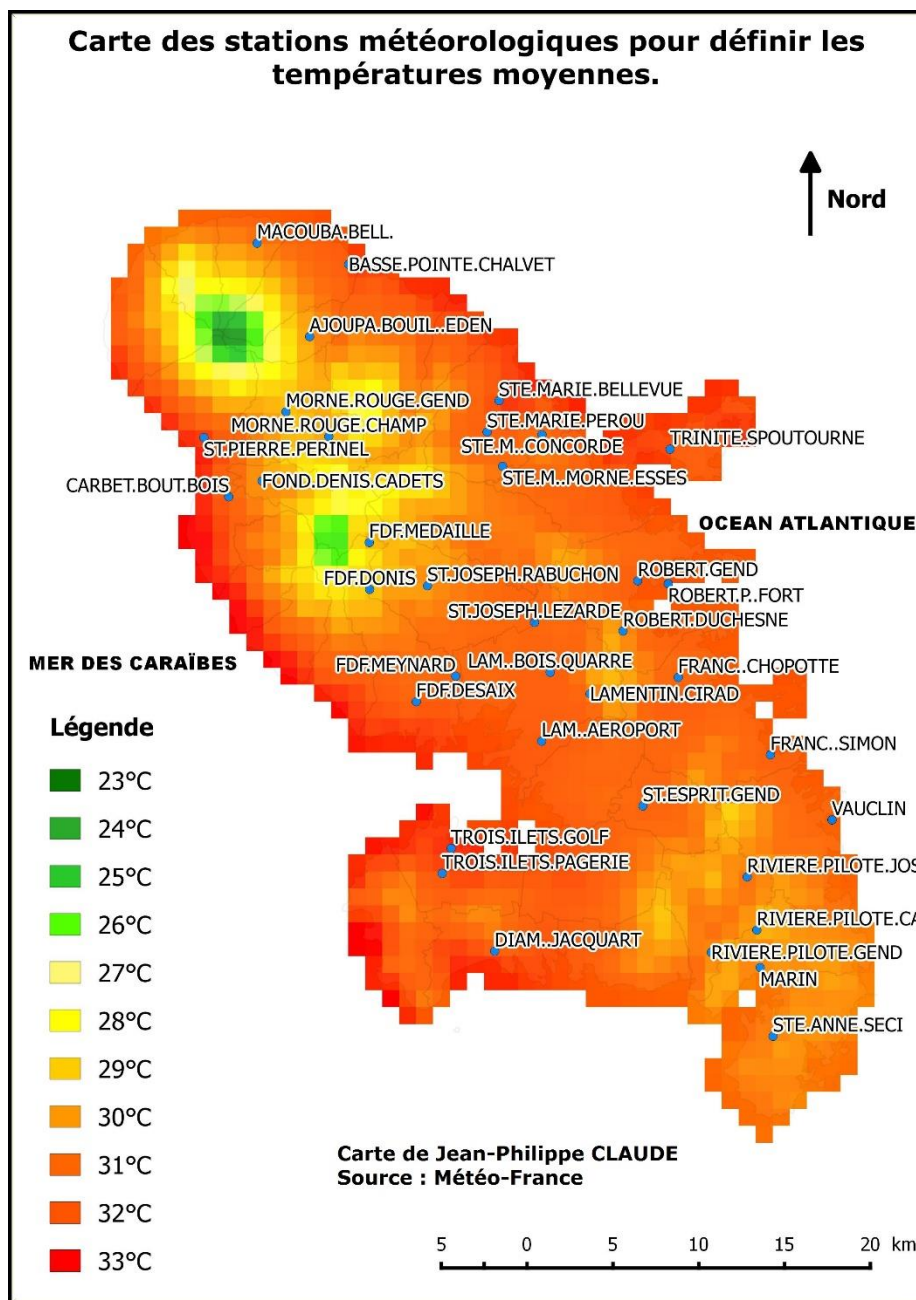 Carte des stations météorologiques pour définir les
températures moyennes.
Nord
MACOUBA.BELL.
BASSE.POINTE.CHALVET
AJOUPA.BOUIL..EDEN
MORNE.ROUGE.GEND
STE.MARIE.BELLEVUE
MORNE.ROUGE.CHAMP
STE.MARIE.PEROU
ST.PIERRE.PERINEL
STE.M..CONCORDE
TRINITE.SPOUTOURNE
CARBET.BOUT.BOIS
FOND.DENIS.CADETS
STE.M..MORNE.ESSES
OCEAN ATLANTIQUE
FDF.MEDAILLE
FDF.DONIS
ST.JOSEPH.RABUCHON
ROBERT.GEND
ROBERT.P..FORT
ST.JOSEPH.LEZARDE
ROBERT.DUCHESNE
MER DES CARAÏBES
FDF.MEYNARD
LAM..BOIS.QUARRE
FRANC..CHOPOTTE
FDF.DESAIX
LAMENTIN.CIRAD
LAM..AEROPORT
FRANC..SIMON
ST.ESPRIT.GEND
VAUCLIN
TROIS.ILETS.GOLF
TROIS.ILETS.PAGERIE
RIVIERE.PILOTE.JOS
RIVIERE.PILOTE.CA
DIAM..JACQUART
RIVIERE.PILOTE.GEND
MARIN
STE.ANNE.SECI
Légende
23°C
24°C
25°C
26°C
27°C
28°C
29°C
30°C
31°C
32°C
33°C
Carte de Jean-Philippe CLAUDE
Source : Météo-France
5 0 5 10 15 20 km